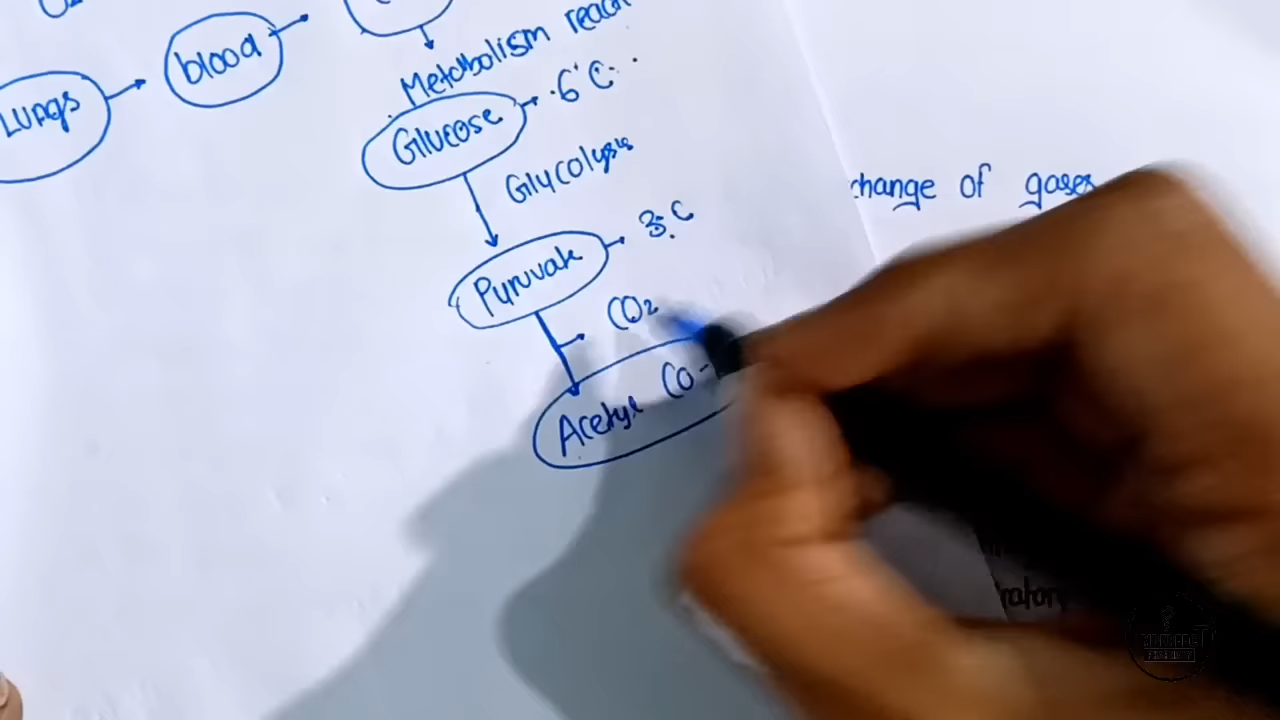 blood
Lungs
Metabolism reac
Glucose
6 C
Glycolysis
change of gases
Pyruvate
3 C
CO2
Acetyl Co-